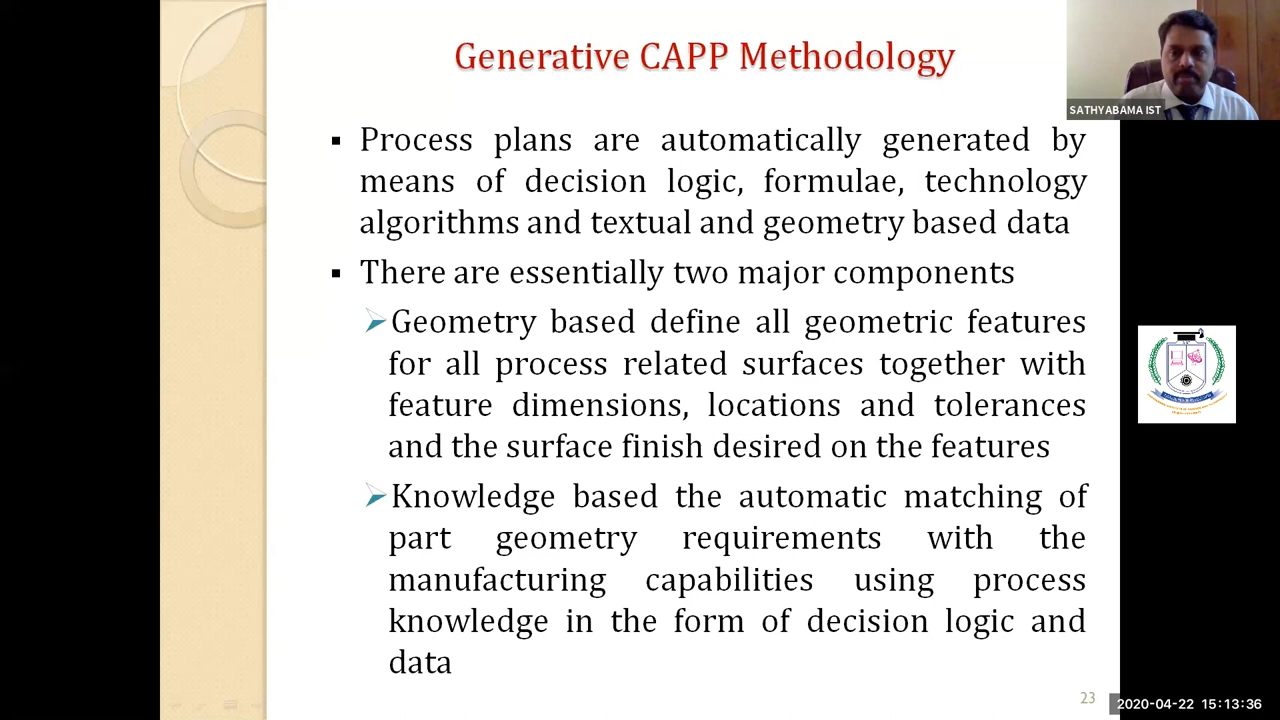 Generative CAPP Methodology
SATHYABAMA IST
▪ Process plans are automatically generated by
means of decision logic, formulae, technology
algorithms and textual and geometry based data
▪ There are essentially two major components
➢Geometry based define all geometric features
for all process related surfaces together with
feature dimensions, locations and tolerances
and the surface finish desired on the features
➢Knowledge based the automatic matching of
part geometry requirements with the
manufacturing capabilities using process
knowledge in the form of decision logic and
data
23
2020-04-22 15:13:36